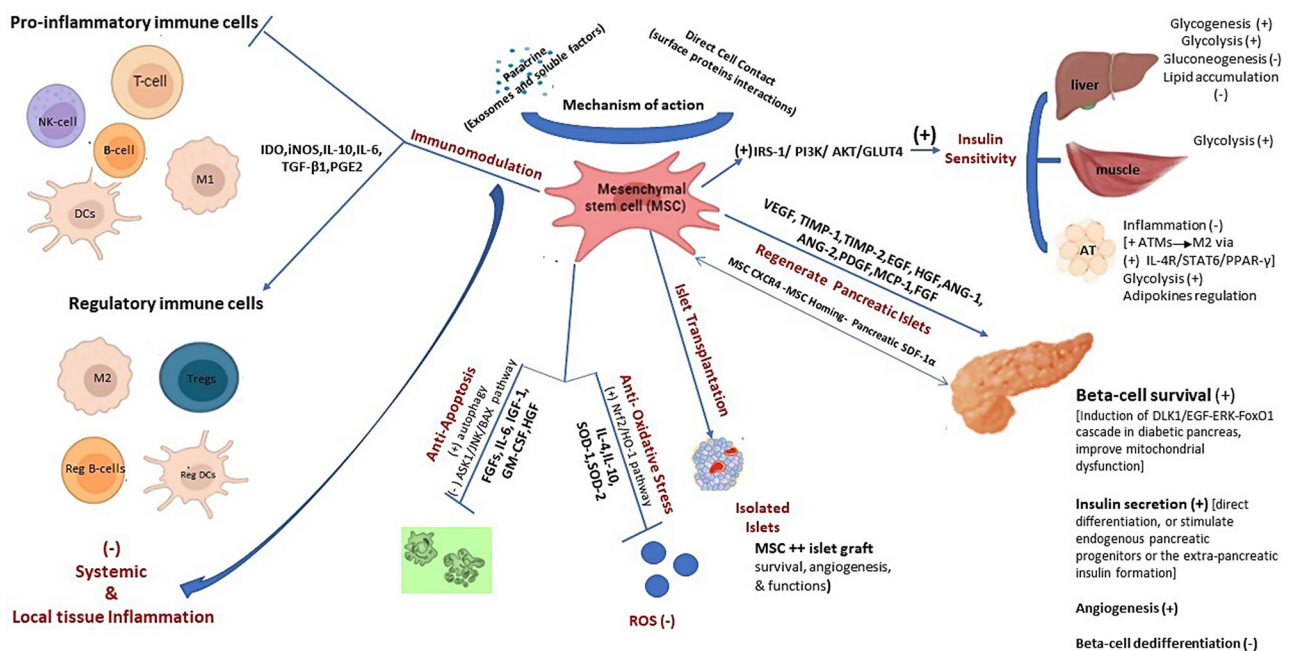 Pro-inflammatory immune cells
T-cell
NK-cell
B-cell
M1
DCs
IDO,iNOS,IL-10,IL-6,
TGF-β1,PGE2
Immunomodulation
Regulatory immune cells
M2
Tregs
Reg B-cells
Reg DCs
(-)
Systemic
&
Local tissue Inflammation
Paracrine
(Exosomes and soluble factors)
Direct Cell Contact
(surface proteins interactions)
Mechanism of action
Mesenchymal
stem cell (MSC)
(+)IRS-1/ PI3K/ AKT/GLUT4
(+)
Insulin
Sensitivity
liver
Glycogenesis (+)
Glycolysis (+)
Gluconeogenesis (-)
Lipid accumulation
(-)
muscle
Glycolysis (+)
AT
Inflammation (-)
[+ ATMs→M2 via
(+) IL-4R/STAT6/PPAR-γ]
Glycolysis (+)
Adipokines regulation
VEGF, TIMP-1,TIMP-2,EGF, HGF,ANG-1,
ANG-2,PDGF,MCP-1,FGF
Regenerate Pancreatic Islets
MSC CXCR4 -MSC Homing- Pancreatic SDF-1α
Anti-Apoptosis
(+) autophagy
(-) ASK1/JNK/BAX pathway
FGFs, IL-6, IGF-1,
GM-CSF,HGF
Anti- Oxidative Stress
(+) Nrf2/HO-1 pathway
IL-4,IL-10,
SOD-1,SOD-2
ROS (-)
Islet Transplantation
Isolated
Islets
MSC ++ islet graft
survival, angiogenesis,
& functions)
Beta-cell survival (+)
[Induction of DLK1/EGF-ERK-FoxO1
cascade in diabetic pancreas,
improve mitochondrial
dysfunction]
Insulin secretion (+) [direct
differentiation, or stimulate
endogenous pancreatic
progenitors or the extra-pancreatic
insulin formation]
Angiogenesis (+)
Beta-cell dedifferentiation (-)